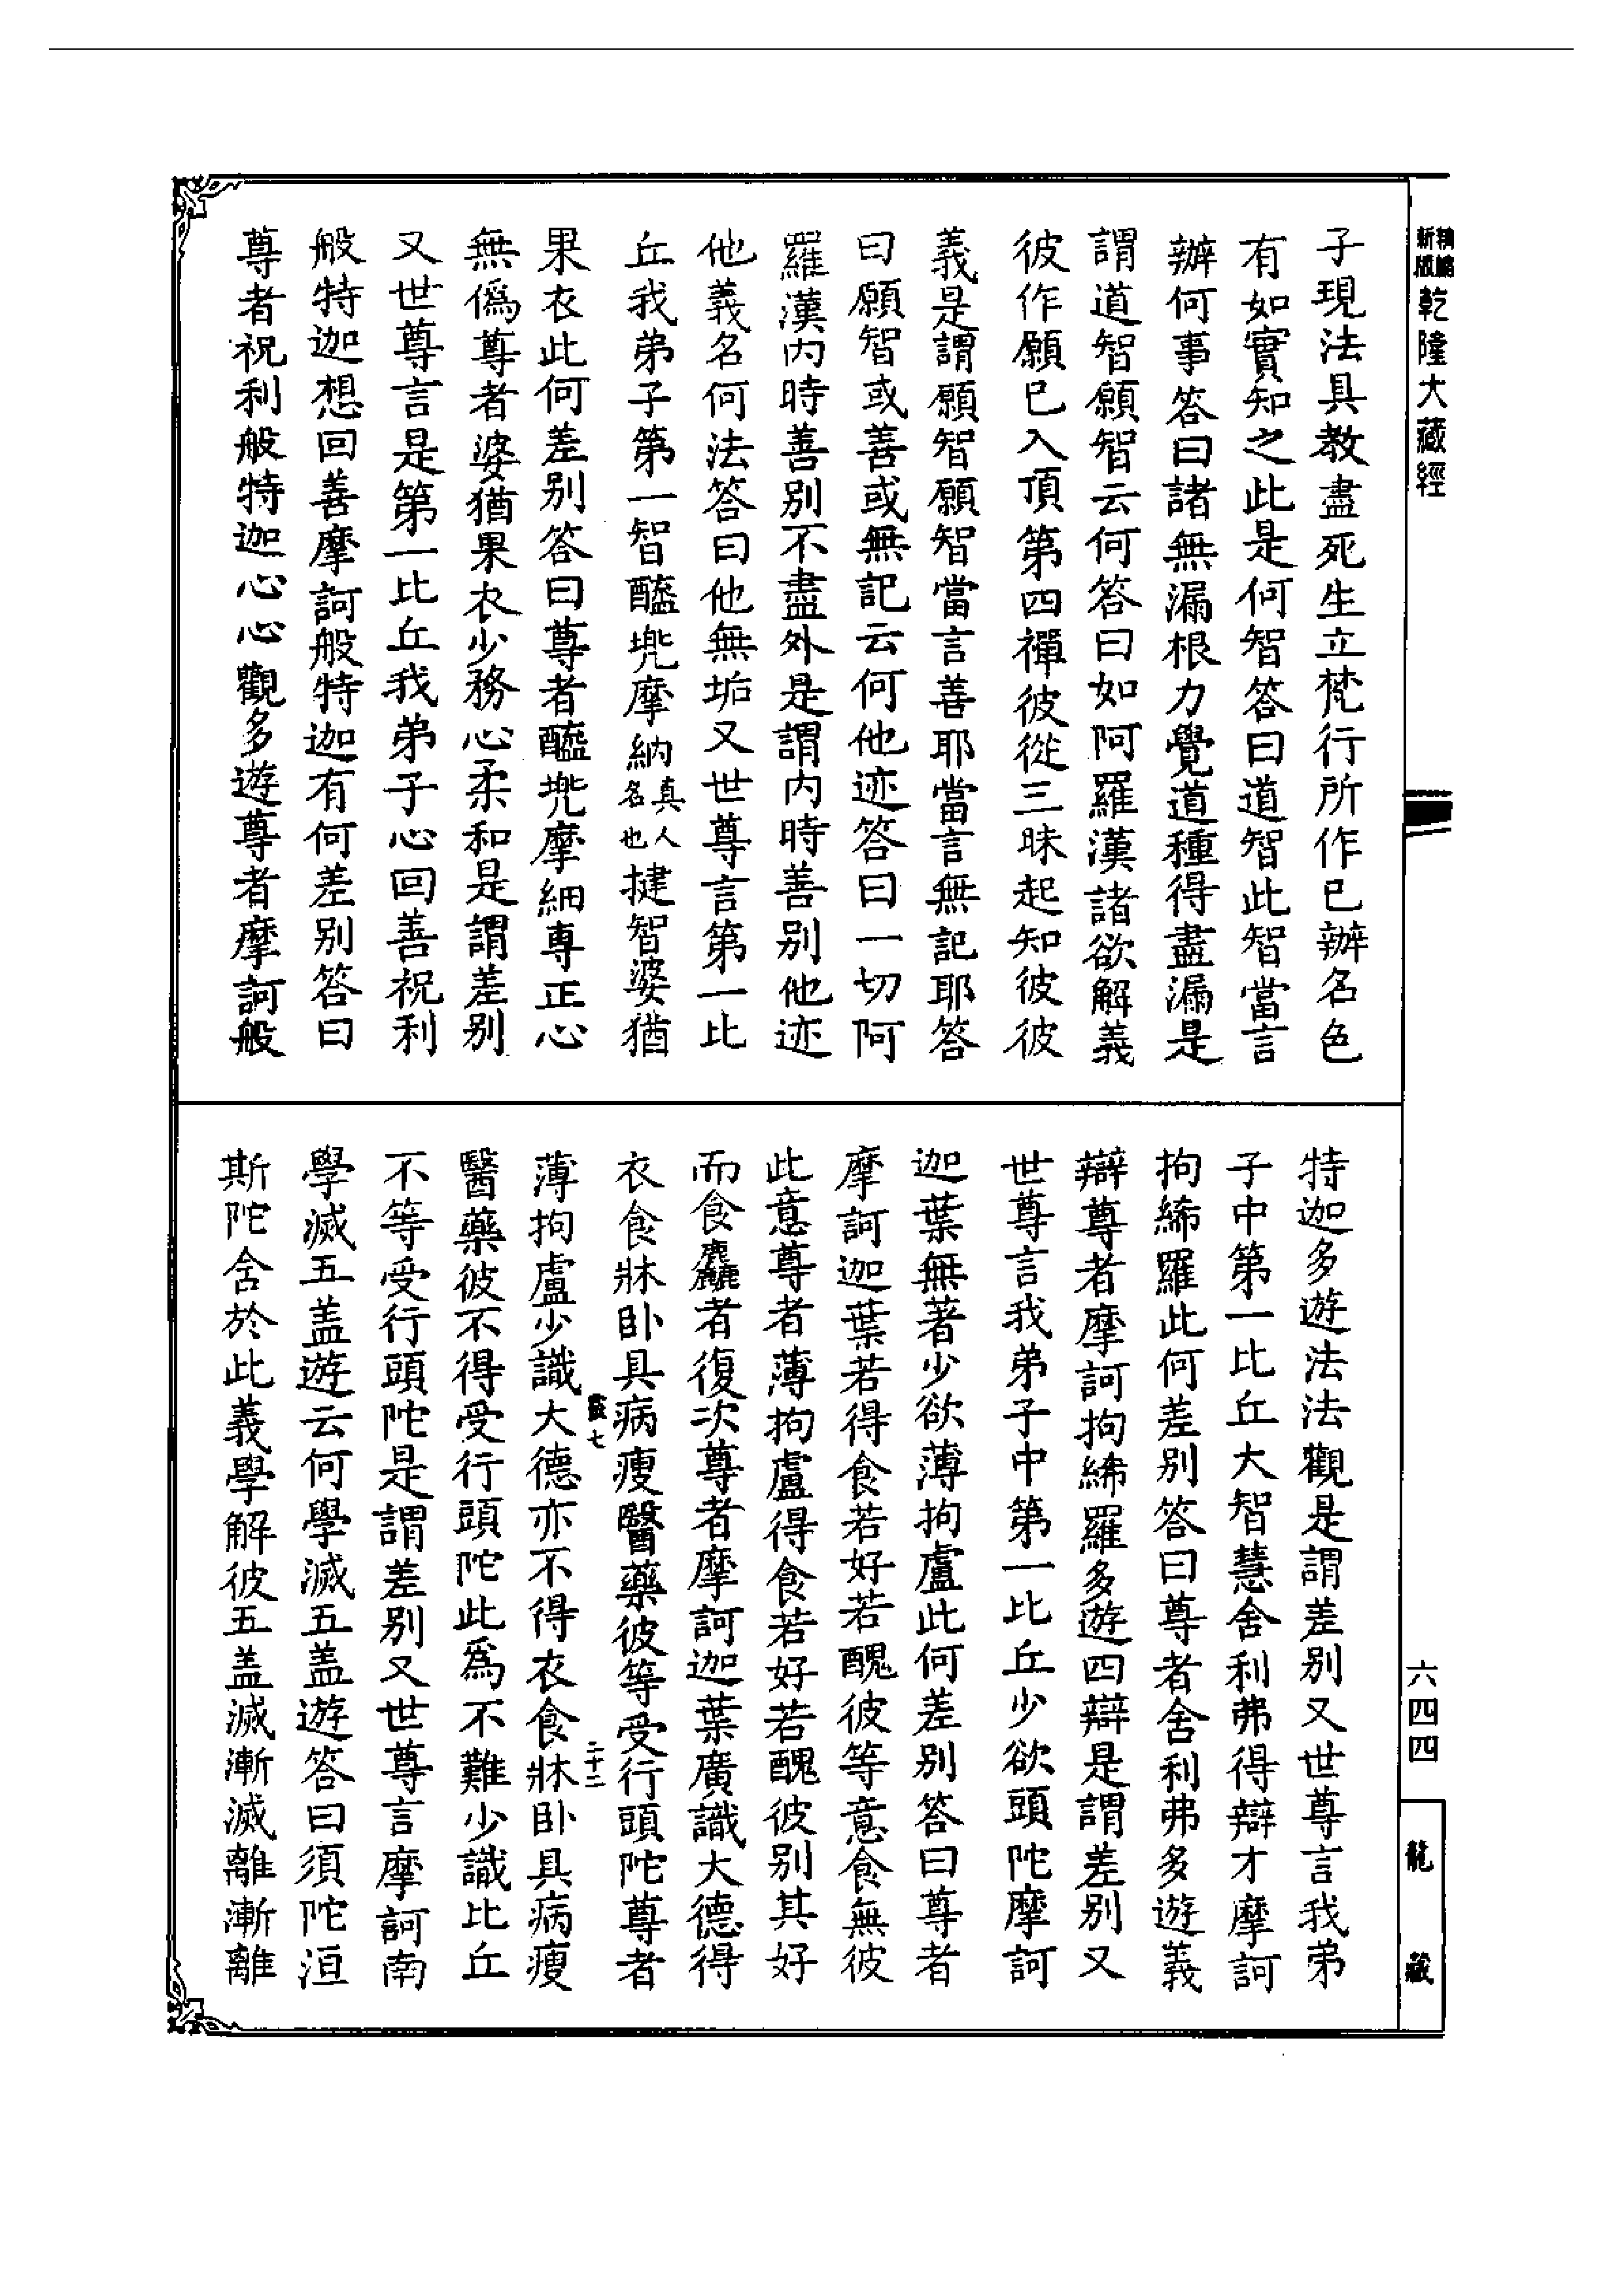 新版精縮乾隆大藏經
子現法具教盡死生立梵行所作已辦名色
有如實知之此是何智答曰道智此智當言
辦何事答曰諸無漏根力覺道種得盡漏是
謂道智願智云何答曰如阿羅漢諸欲解義
彼作願已入頂第四禪彼從三昧起知彼彼
義是謂願智願智當言善耶當言無記耶答
曰願智或善或無記云何他迹答曰一切阿
羅漢內時善別不盡外是謂內時善別他迹
他義名何法答曰他無垢又世尊言第一比
丘我弟子第一智醯兜摩納真人名也揵智婆猶
果衣此何差別答曰尊者醯兜摩細專正心
無偽尊者婆猶果衣少務心柔和是謂差別
又世尊言是第一比丘我弟子心回善祝利
般特迦想回善摩訶般特迦有何差別答曰
尊者祝利般特迦心心觀多遊尊者摩訶般
特迦多遊法法觀是謂差別又世尊言我弟
子中第一比丘大智慧舍利弗得辯才摩訶
拘絺羅此何差別答曰尊者舍利弗多遊義
辯尊者摩訶拘絺羅多遊四辯是謂差別又
世尊言我弟子中第一比丘少欲頭陀摩訶
迦葉無著少欲薄拘盧此何差別答曰尊者
摩訶迦葉若得食若好若醜彼等意食無彼
此意尊者薄拘盧得食若好若醜彼別其好
而食麤者復次尊者摩訶迦葉廣識大德得
衣食牀臥具病瘦醫藥彼等受行頭陀尊者
七
二十二
薄拘盧少識大德亦不得衣食牀臥具病瘦
醫藥彼不得受行頭陀此為不難少識比丘
不等受行頭陀是謂差別又世尊言摩訶南
學滅五盖遊云何學滅五盖遊答曰須陀洹
斯陀含於此義學解彼五盖滅漸滅離漸離
六四四
龍藏